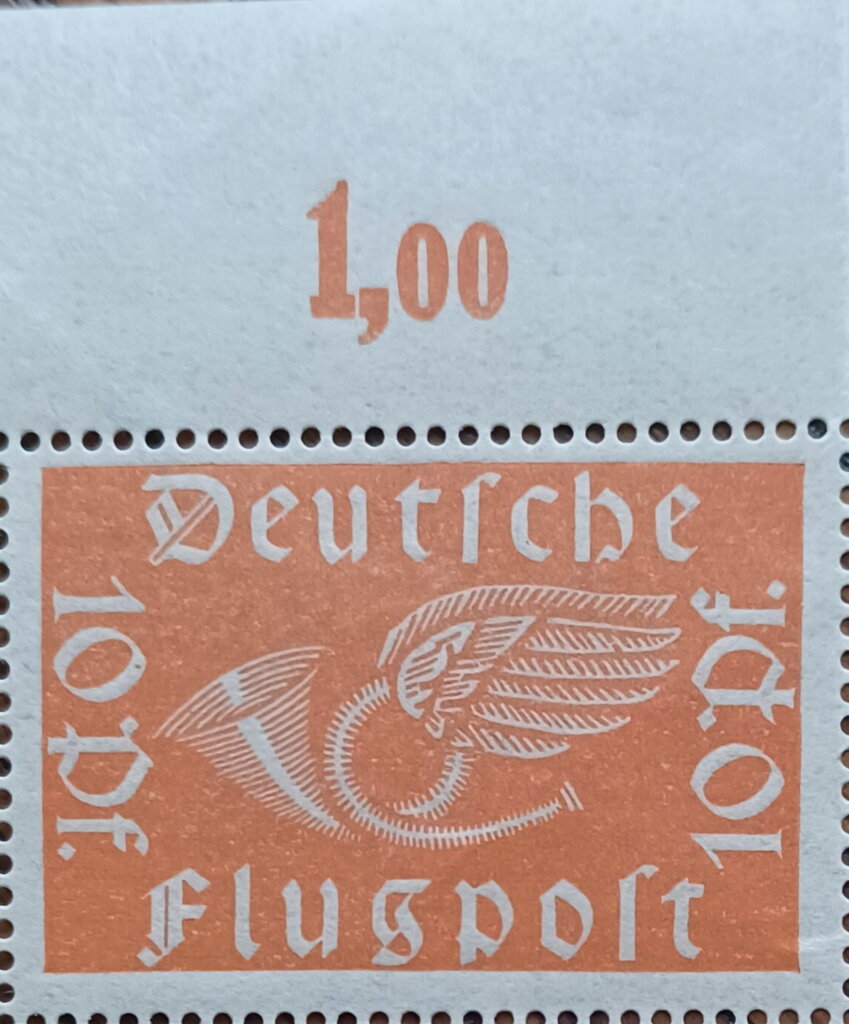 1,00
Deutſche
10 Pf.
10 Pf.
Flugpoſt